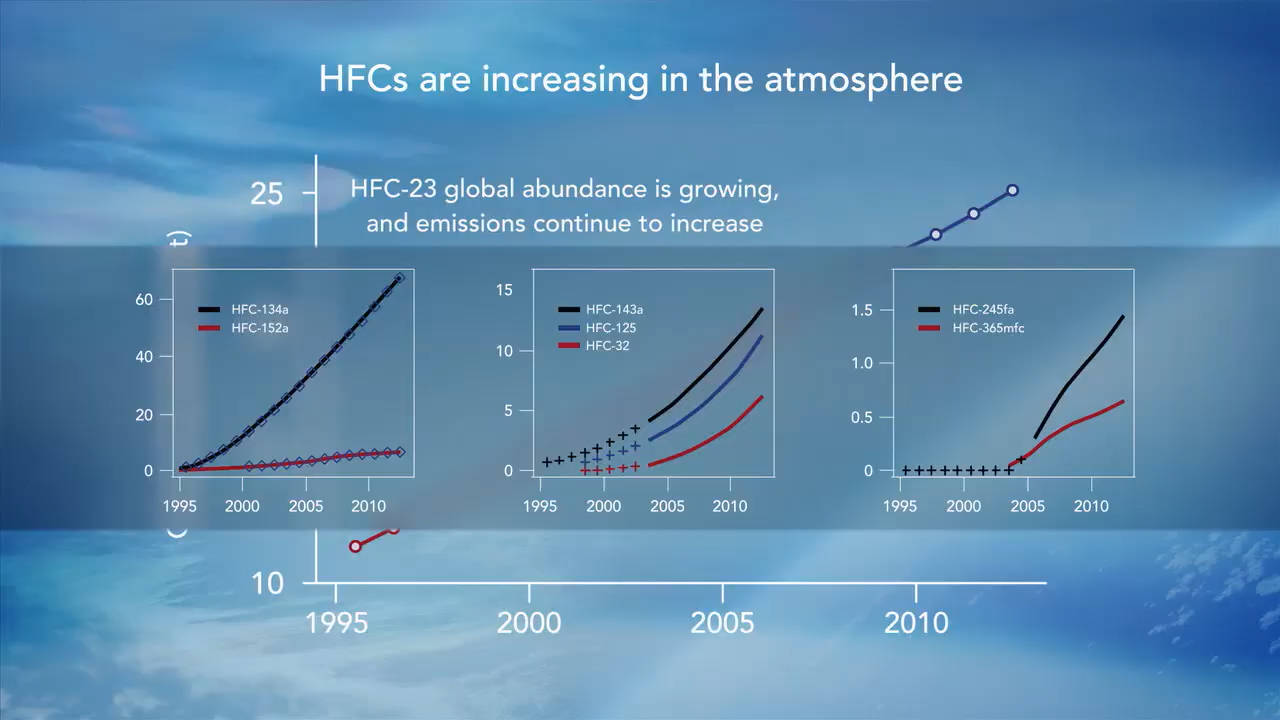 HFCs are increasing in the atmosphere
25
HFC-23 global abundance is growing,
and emissions continue to increase
t)
60
40
20
0
HFC-134a
HFC-152a
1995 2000 2005 2010
15
10
5
0
HFC-143a
HFC-125
HFC-32
1995 2000 2005 2010
1.5
1.0
0.5
0
HFC-245fa
HFC-365mfc
1995 2000 2005 2010
10
1995 2000 2005 2010